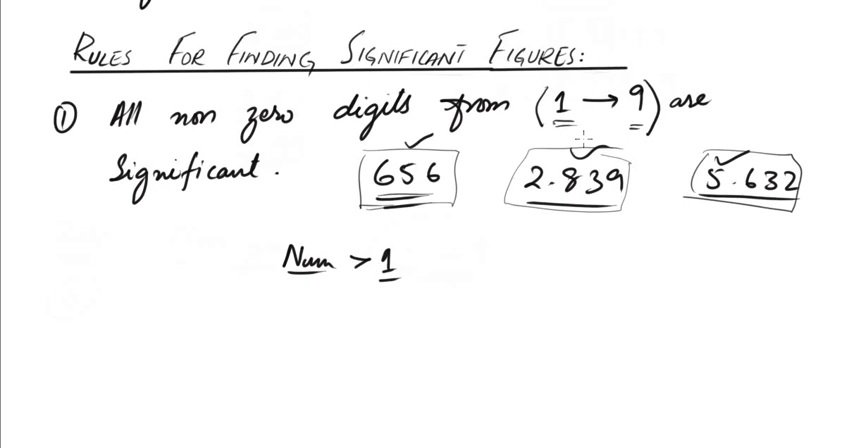 RULES FOR FINDING SIGNIFICANT FIGURES:
① All non zero digits from (1 → 9) are
Significant. 656 2.839 5.632
Num > 1